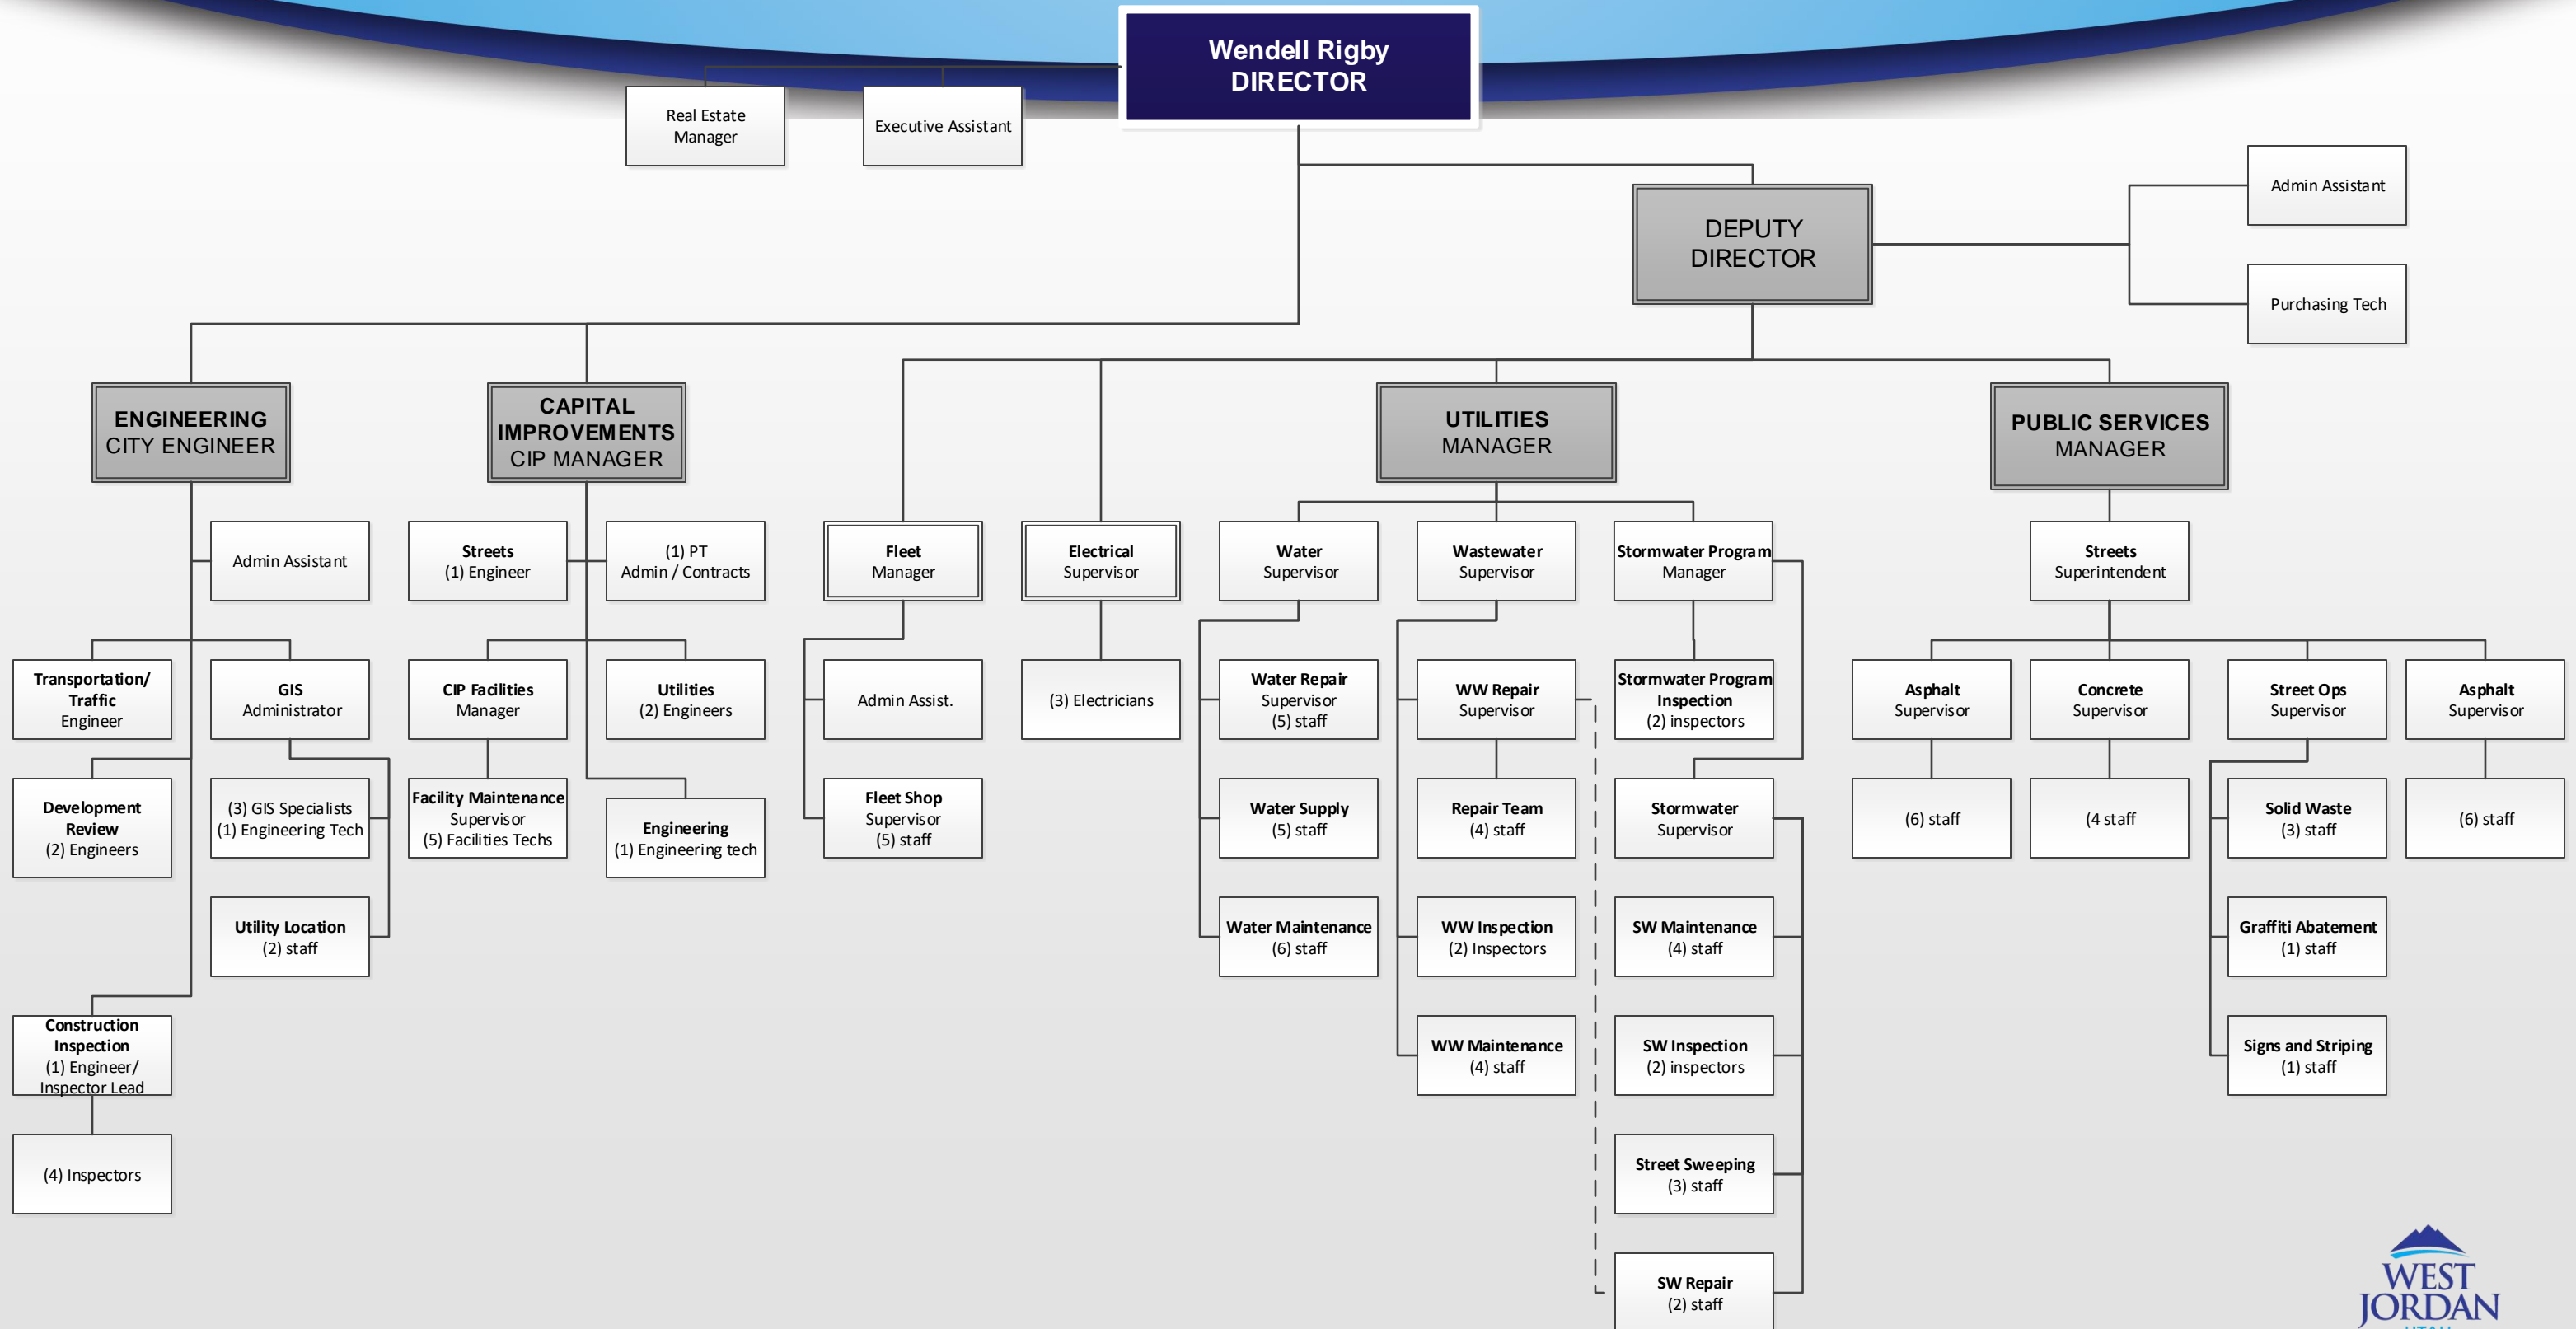 Wendell Rigby
DIRECTOR
Real Estate
Manager
Executive Assistant
DEPUTY
DIRECTOR
Admin Assistant
Purchasing Tech
ENGINEERING
CITY ENGINEER
CAPITAL
IMPROVEMENTS
CIP MANAGER
UTILITIES
MANAGER
PUBLIC SERVICES
MANAGER
Admin Assistant
Streets
(1) Engineer
(1) PT
Admin / Contracts
Fleet
Manager
Electrical
Supervisor
Water
Supervisor
Wastewater
Supervisor
Stormwater Program
Manager
Streets
Superintendent
Transportation/
Traffic
Engineer
GIS
Administrator
CIP Facilities
Manager
Utilities
(2) Engineers
Admin Assist.
(3) Electricians
Water Repair
Supervisor
(5) staff
WW Repair
Supervisor
Stormwater Program
Inspection
(2) inspectors
Asphalt
Supervisor
Concrete
Supervisor
Street Ops
Supervisor
Asphalt
Supervisor
Development
Review
(2) Engineers
(3) GIS Specialists
(1) Engineering Tech
Facility Maintenance
Supervisor
(5) Facilities Techs
Engineering
(1) Engineering tech
Fleet Shop
Supervisor
(5) staff
Water Supply
(5) staff
Repair Team
(4) staff
Stormwater
Supervisor
(6) staff
(4 staff
Solid Waste
(3) staff
(6) staff
Utility Location
(2) staff
Water Maintenance
(6) staff
WW Inspection
(2) Inspectors
SW Maintenance
(4) staff
Graffiti Abatement
(1) staff
Construction
Inspection
(1) Engineer/
Inspector Lead
WW Maintenance
(4) staff
SW Inspection
(2) inspectors
Signs and Striping
(1) staff
(4) Inspectors
Street Sweeping
(3) staff
SW Repair
(2) staff
WEST
JORDAN